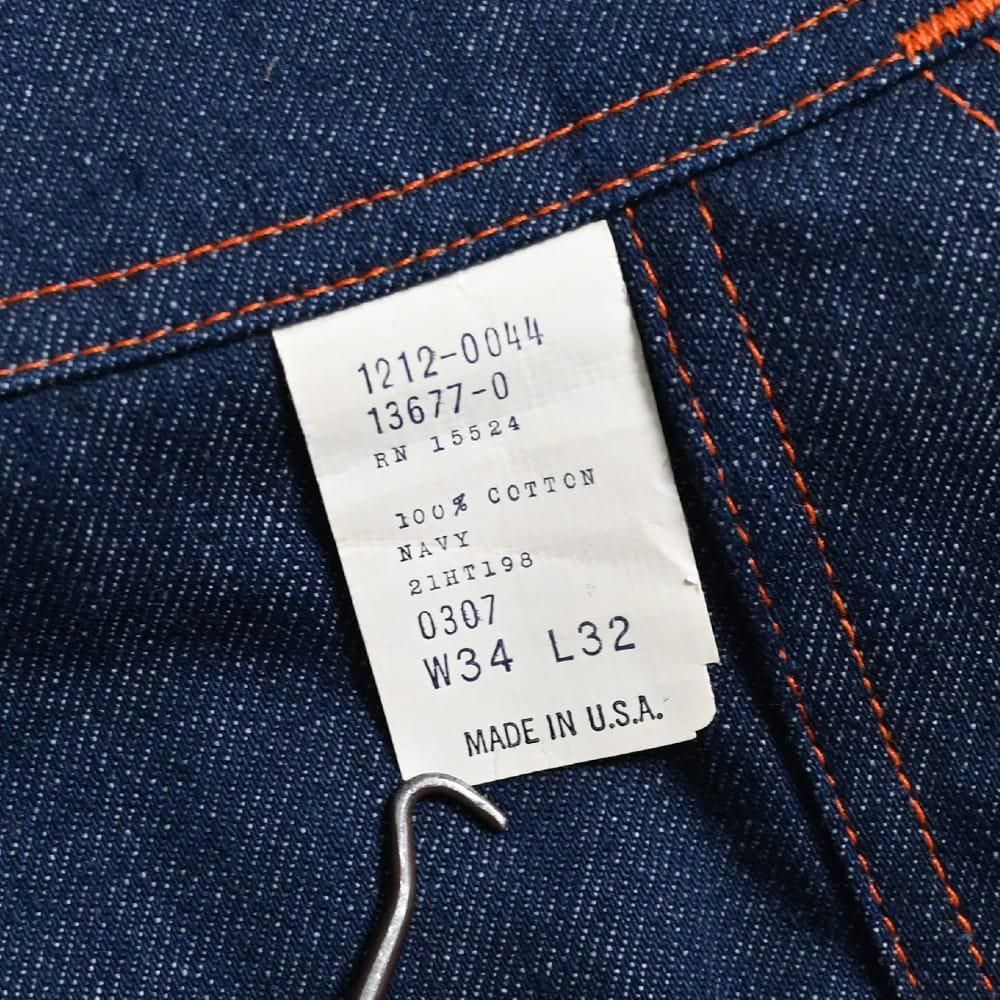 1212-0044
13677-0
RN 15524
100% COTTON
NAVY
21HT198
0307
W34 L32
MADE IN U.S.A.